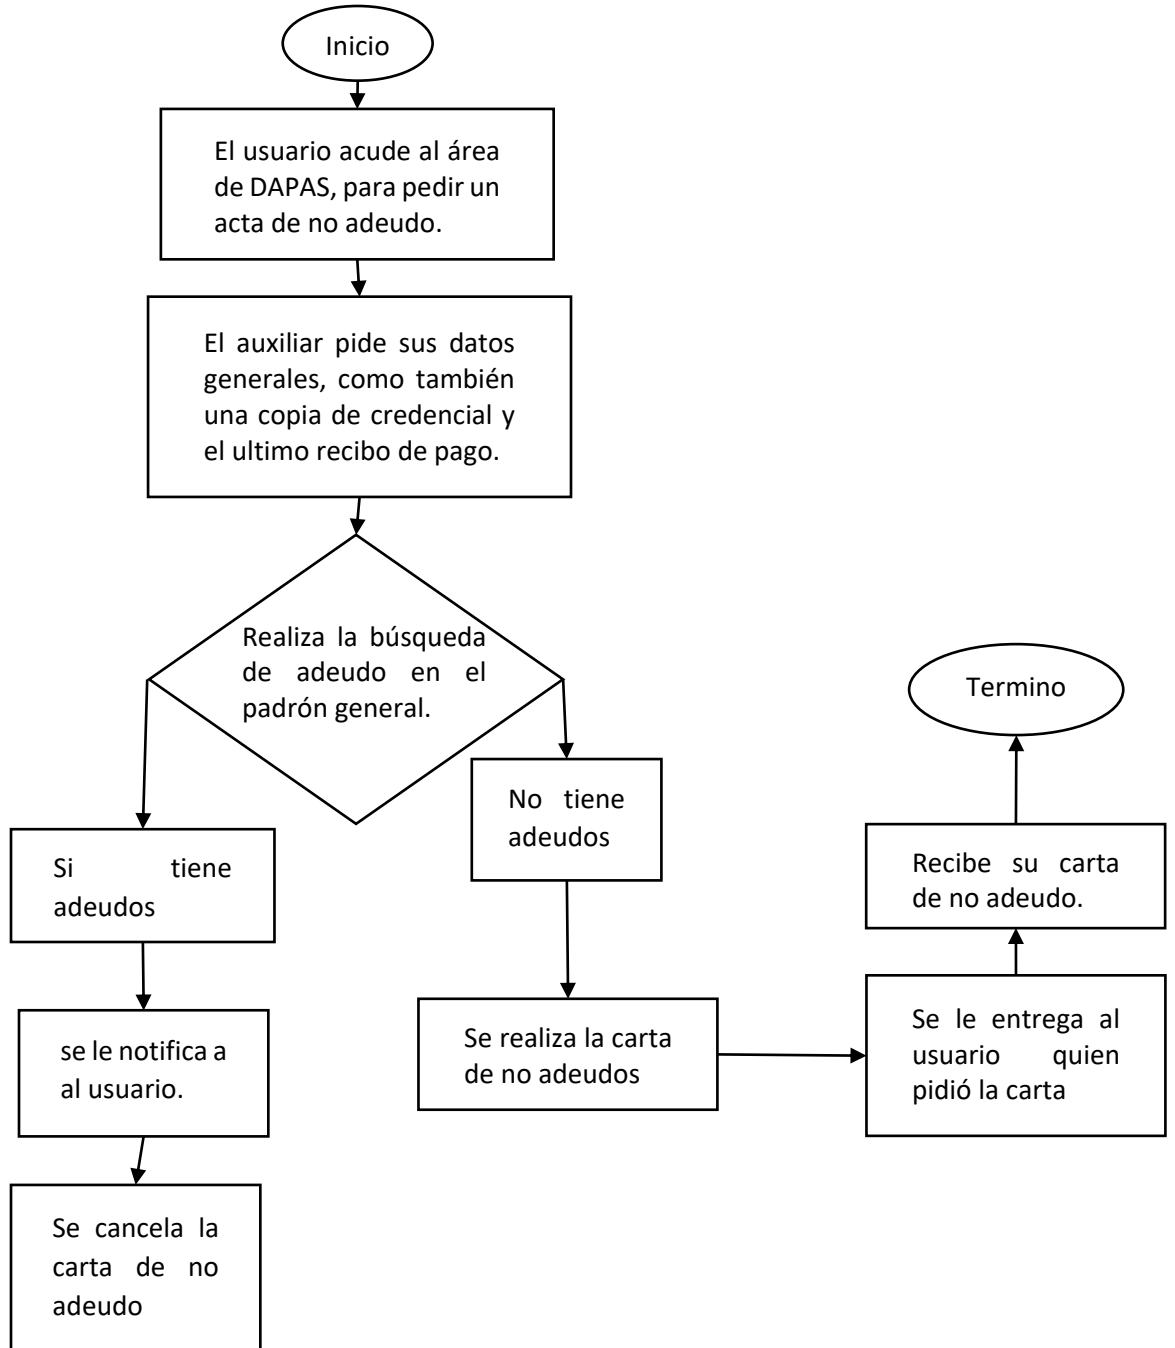 Inicio
El usuario acude al área
de DAPAS, para pedir un
acta de no adeudo.
El auxiliar pide sus datos
generales, como también
una copia de credencial y
el ultimo recibo de pago.
Realiza la búsqueda
de adeudo en el
padrón general.
Si tiene
adeudos
se le notifica a
al usuario.
Se cancela la
carta de no
adeudo
No tiene
adeudos
Se realiza la carta
de no adeudos
Se le entrega al
usuario quien
pidió la carta
Recibe su carta
de no adeudo.
Termino